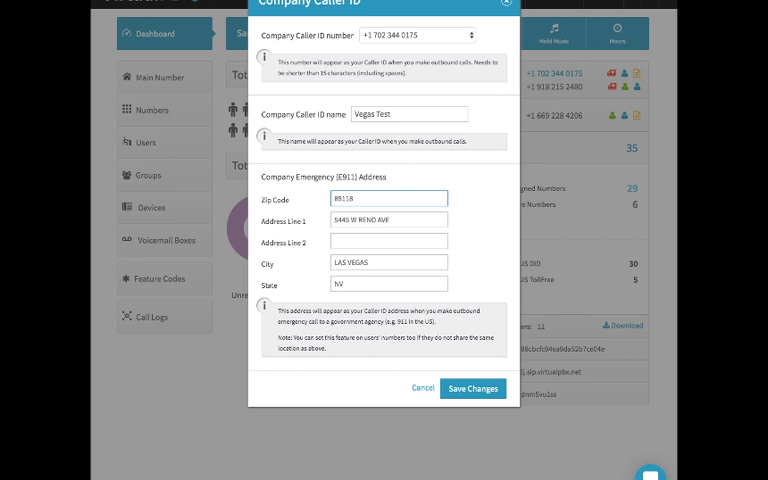 Company Caller ID
Dashboard
Hold Music
Hours
Company Caller ID number
+1 702 344 0175
This number will appear as your Caller ID when you make outbound calls. Needs to
be shorter than 15 characters (including spaces).
+1 702 344 0175
+1 918 215 2480
+1 669 228 4206
Main Number
Numbers
Users
Groups
Devices
Voicemail Boxes
Feature Codes
Call Logs
Company Caller ID name
Vegas Test
This name will appear as your Caller ID when you make outbound calls.
35
Company Emergency (E911) Address
Zip Code
89118
Address Line 1
5445 W RENO AVE
Address Line 2
City
LAS VEGAS
State
NV
29
6
US DID
30
US TollFree
5
This address will appear as your Caller ID address when you make outbound
emergency call to a government agency (e.g. 911 in the US).
Note: You can set this feature on users' numbers too if they do not share the same
location as above.
11
Download
Cancel
Save Changes